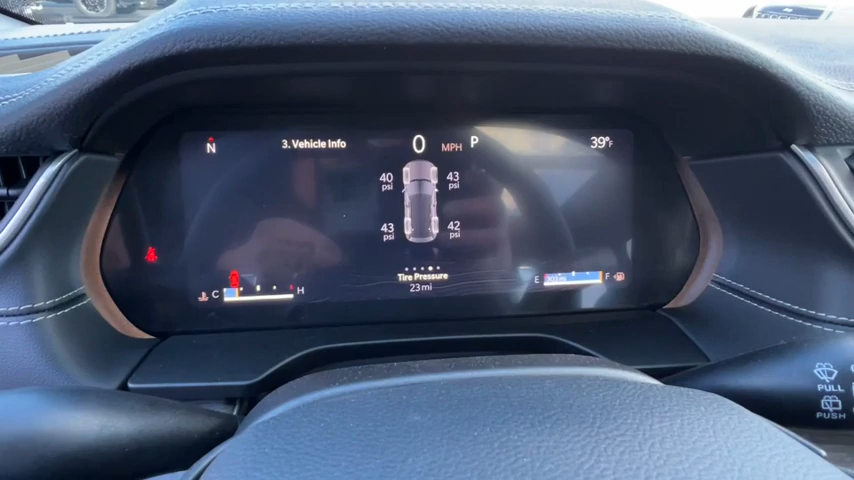 N
3. Vehicle Info
0 MPH P
39°F
40 psi
43 psi
43 psi
42 psi
Tire Pressure
23 mi
C H
E F
PULL
PUSH